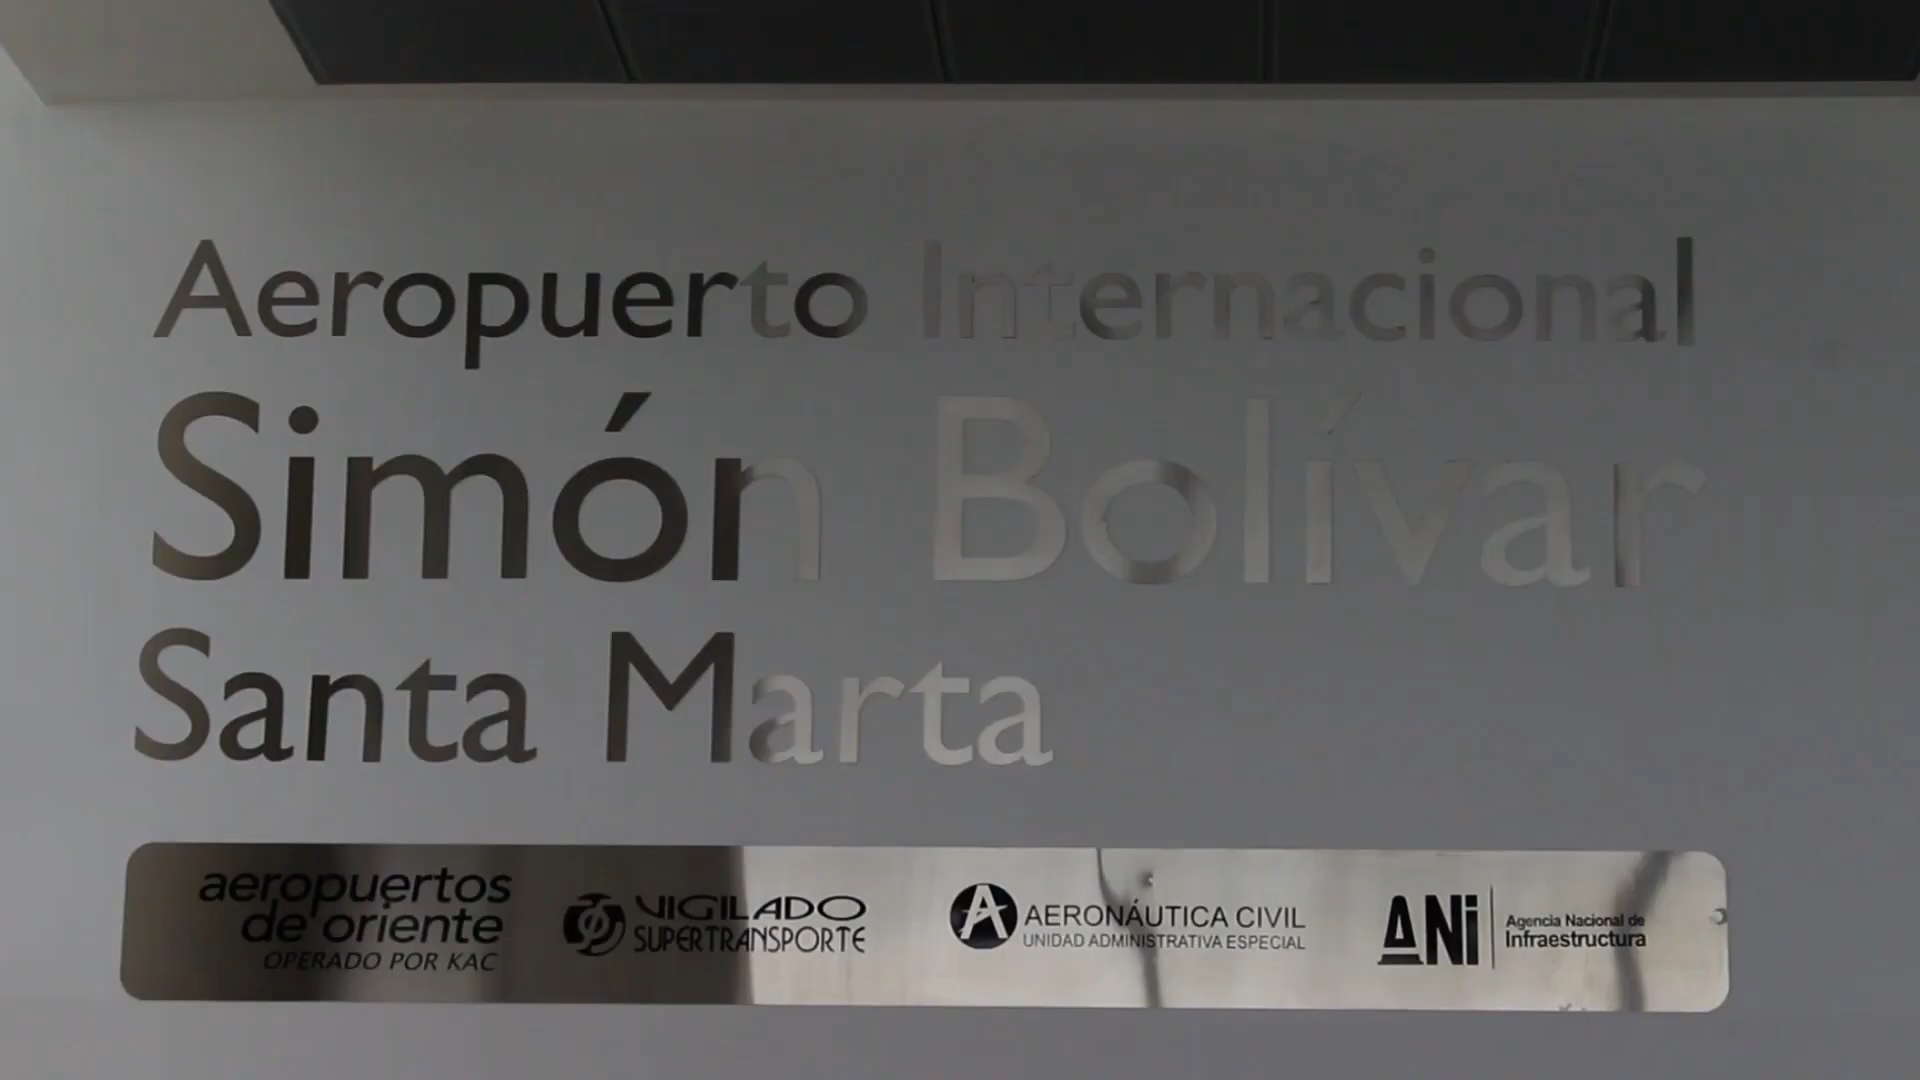 Aeropuerto Internacional
Simón Bolívar
Santa Marta
aeropuertos
de oriente
OPERADO POR KAC
VIGILADO
SUPERTRANSPORTE
AERONÁUTICA CIVIL
UNIDAD ADMINISTRATIVA ESPECIAL
ANi
Agencia Nacional de
Infraestructura